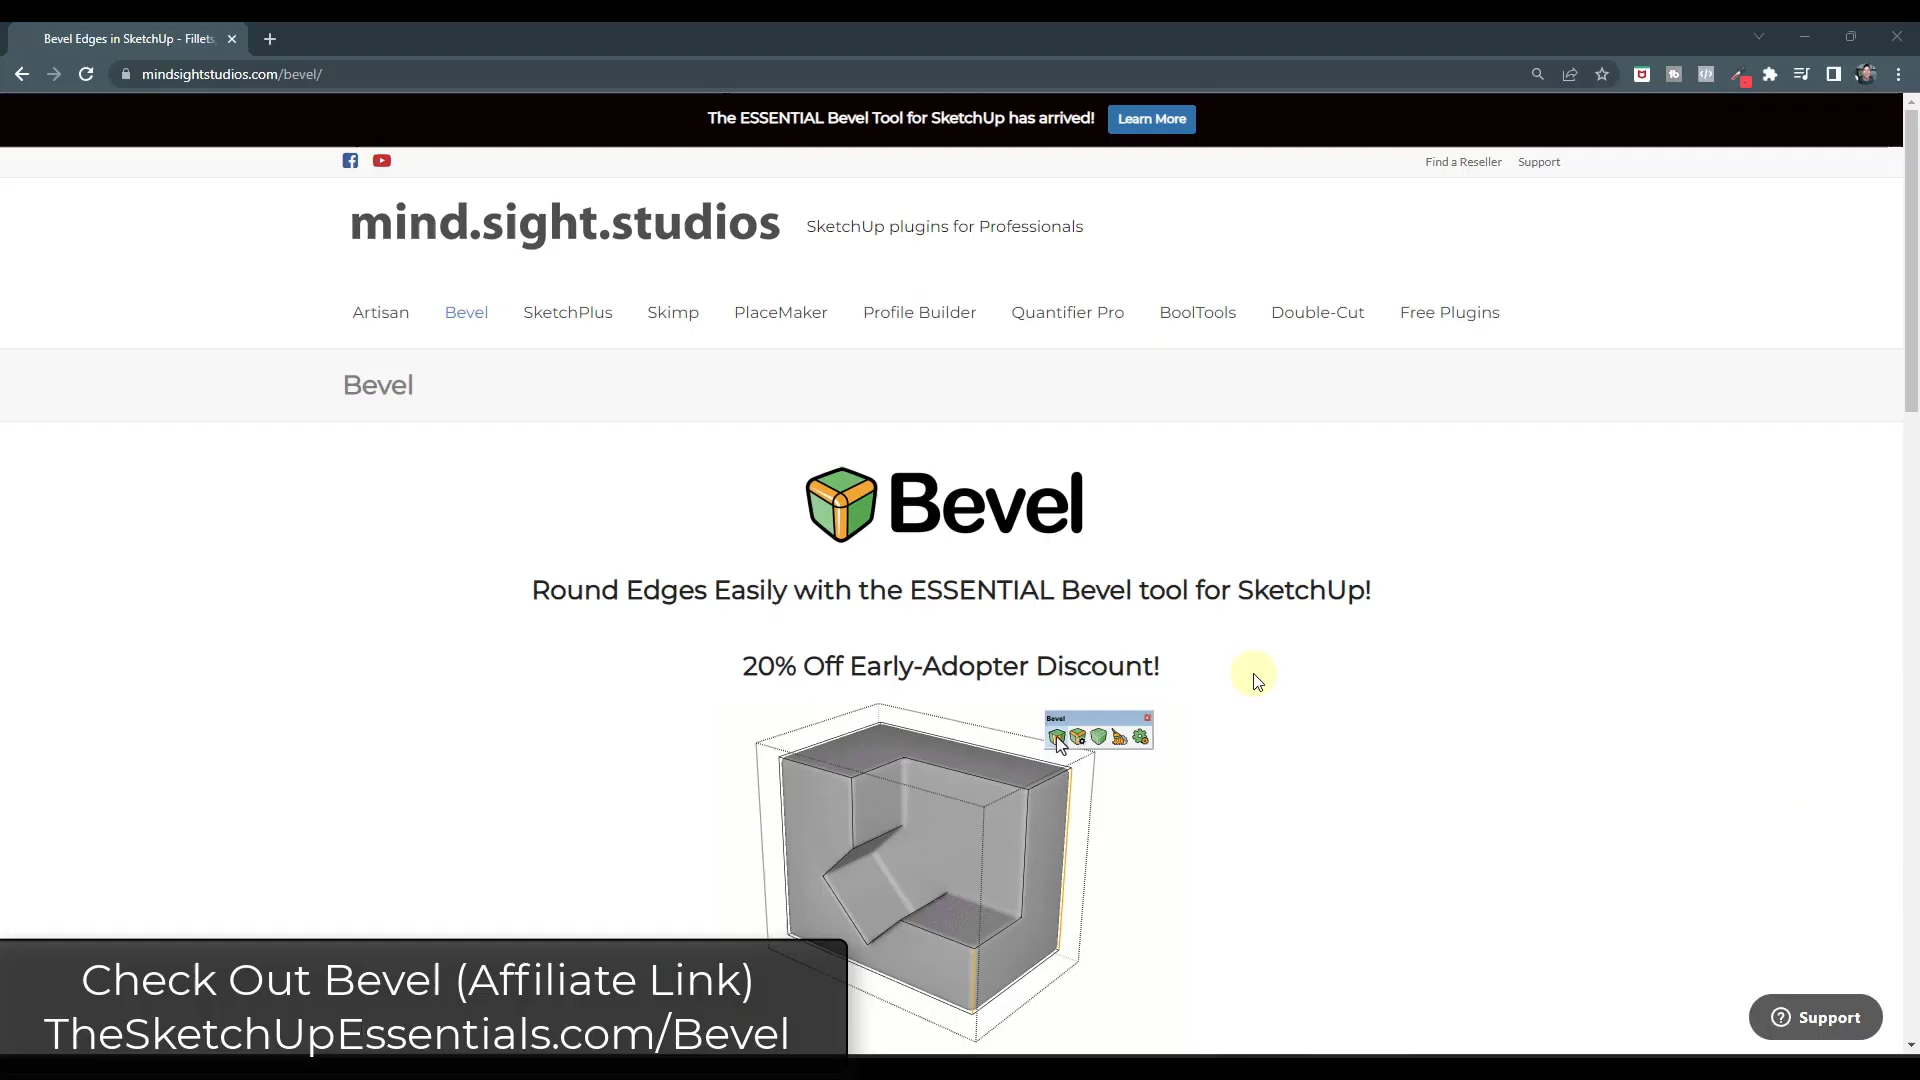 Bevel Edges in SketchUp - Fillets,
mindsightstudios.com/bevel/
The ESSENTIAL Bevel Tool for SketchUp has arrived! Learn More
Find a Reseller Support
mind.sight.studios SketchUp plugins for Professionals
Artisan Bevel SketchPlus Skimp PlaceMaker Profile Builder Quantifier Pro BoolTools Double-Cut Free Plugins
Bevel
Bevel
Round Edges Easily with the ESSENTIAL Bevel tool for SketchUp!
20% Off Early-Adopter Discount!
Bevel
Check Out Bevel (Affiliate Link)
TheSketchUpEssentials.com/Bevel
Support